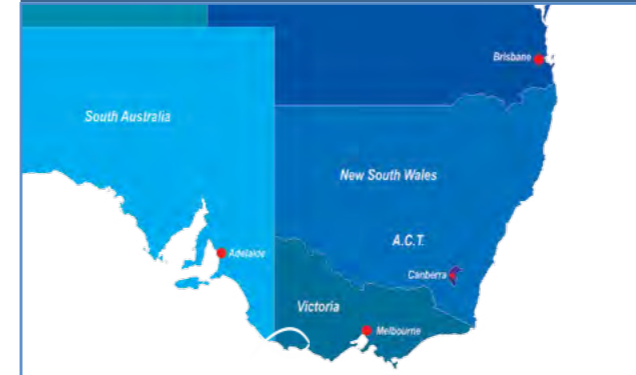 Brisbane
South Australia
New South Wales
A.C.T.
Adelaide
Canberra
Victoria
Melbourne